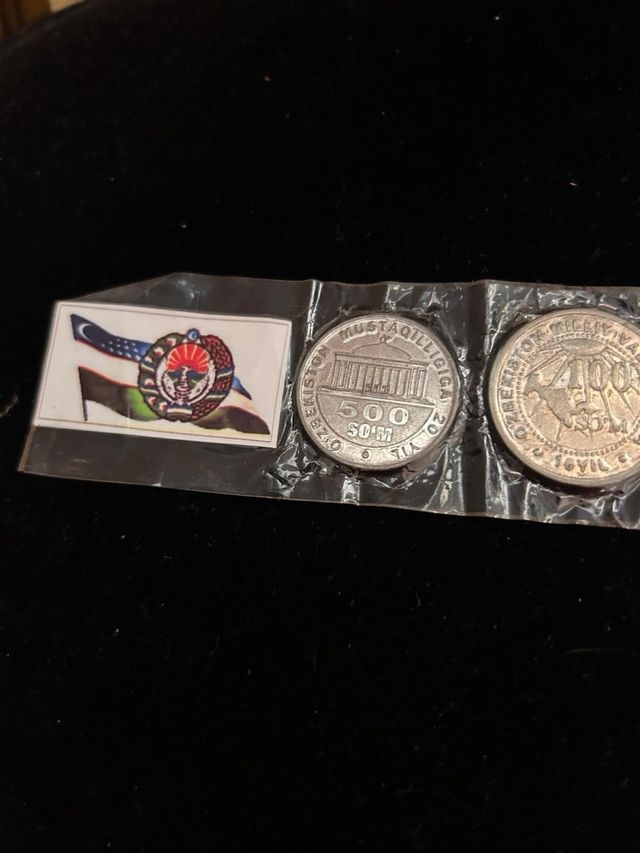 O'ZBEKISTON MUSTAQILLIGIGA 20 YIL
500
SO'M
O'ZBEKISTON MILLIY VA
100
SO'M
10 YIL